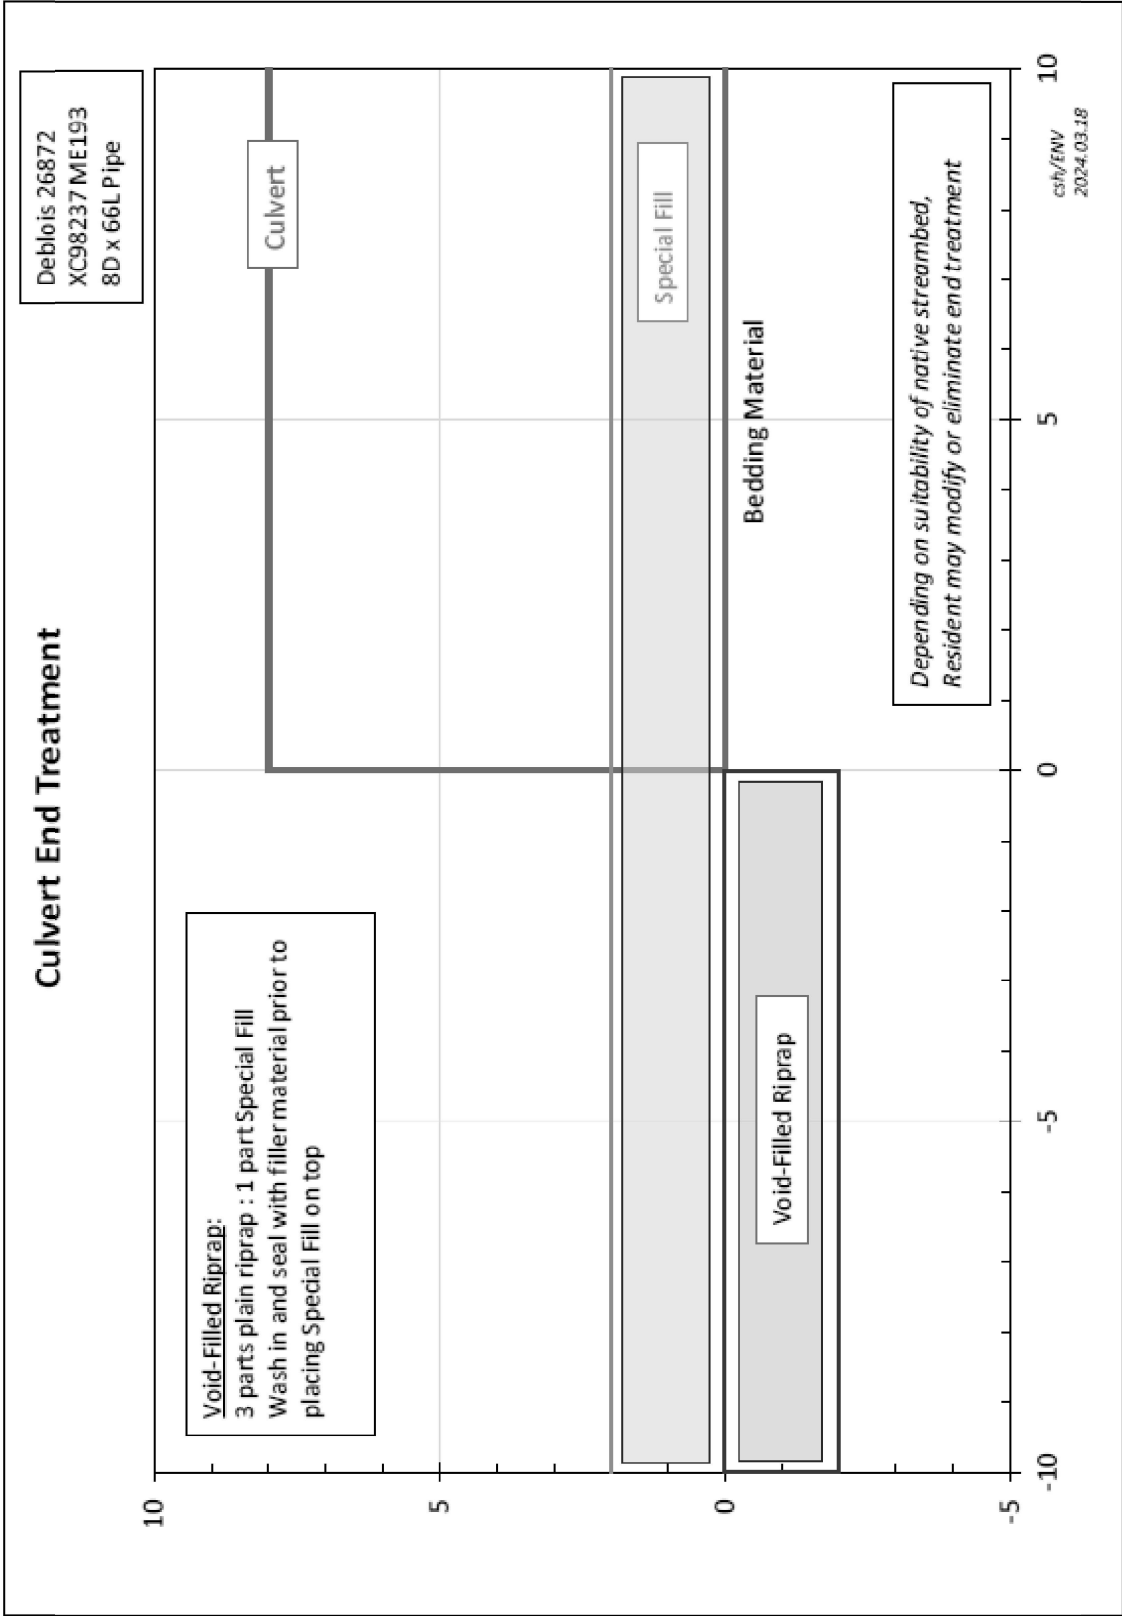 Culvert End Treatment
Deblois 26872
XC98237 ME193
8D x 66L Pipe
Void-Filled Riprap:
3 parts plain riprap : 1 part Special Fill
Wash in and seal with filler material prior to
placing Special Fill on top
Culvert
Special Fill
Bedding Material
Void-Filled Riprap
Depending on suitability of native streambed,
Resident may modify or eliminate end treatment
10
5
0
-5
-10
-5
0
5
10
csh/ENV
2024.03.18